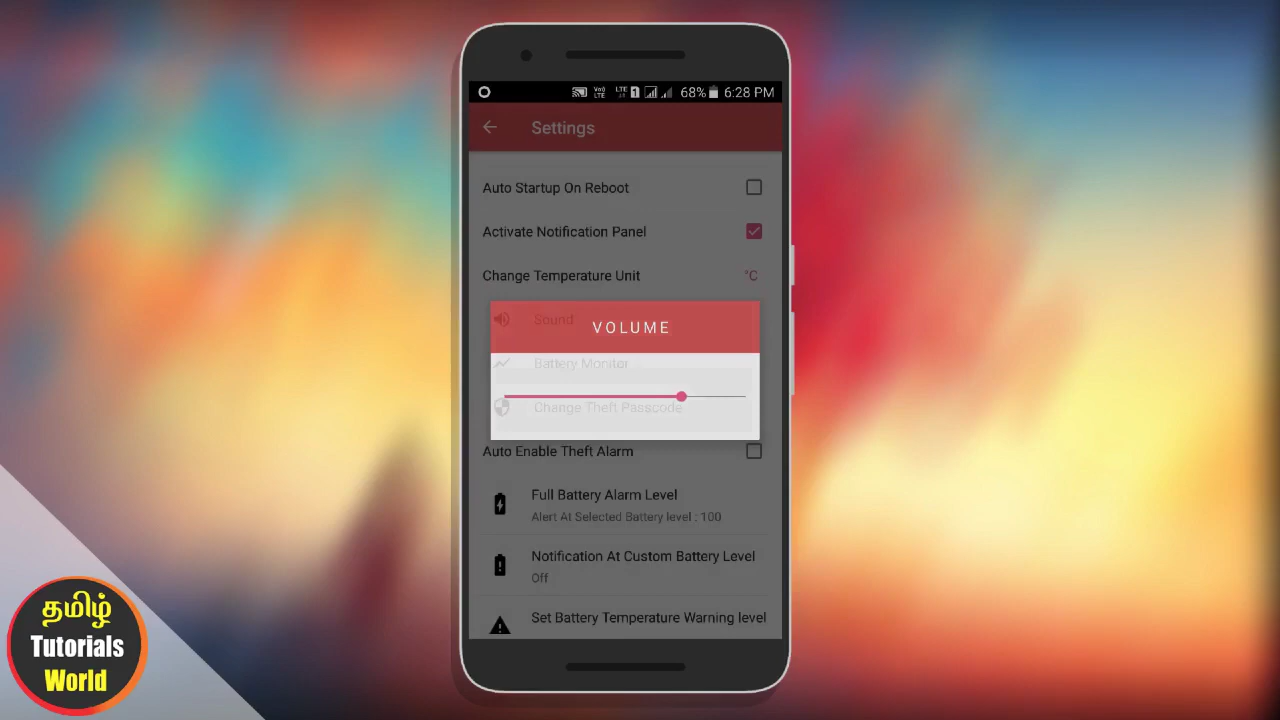 Vo) LTE LTE 1 68% 6:28 PM
Settings
Auto Startup On Reboot
Activate Notification Panel
Change Temperature Unit °C
Sound
VOLUME
Battery Monitor
Change Theft Passcode
Auto Enable Theft Alarm
Full Battery Alarm Level
Alert At Selected Battery level : 100
Notification At Custom Battery Level
Off
Set Battery Temperature Warning level
தமிழ்
Tutorials
World